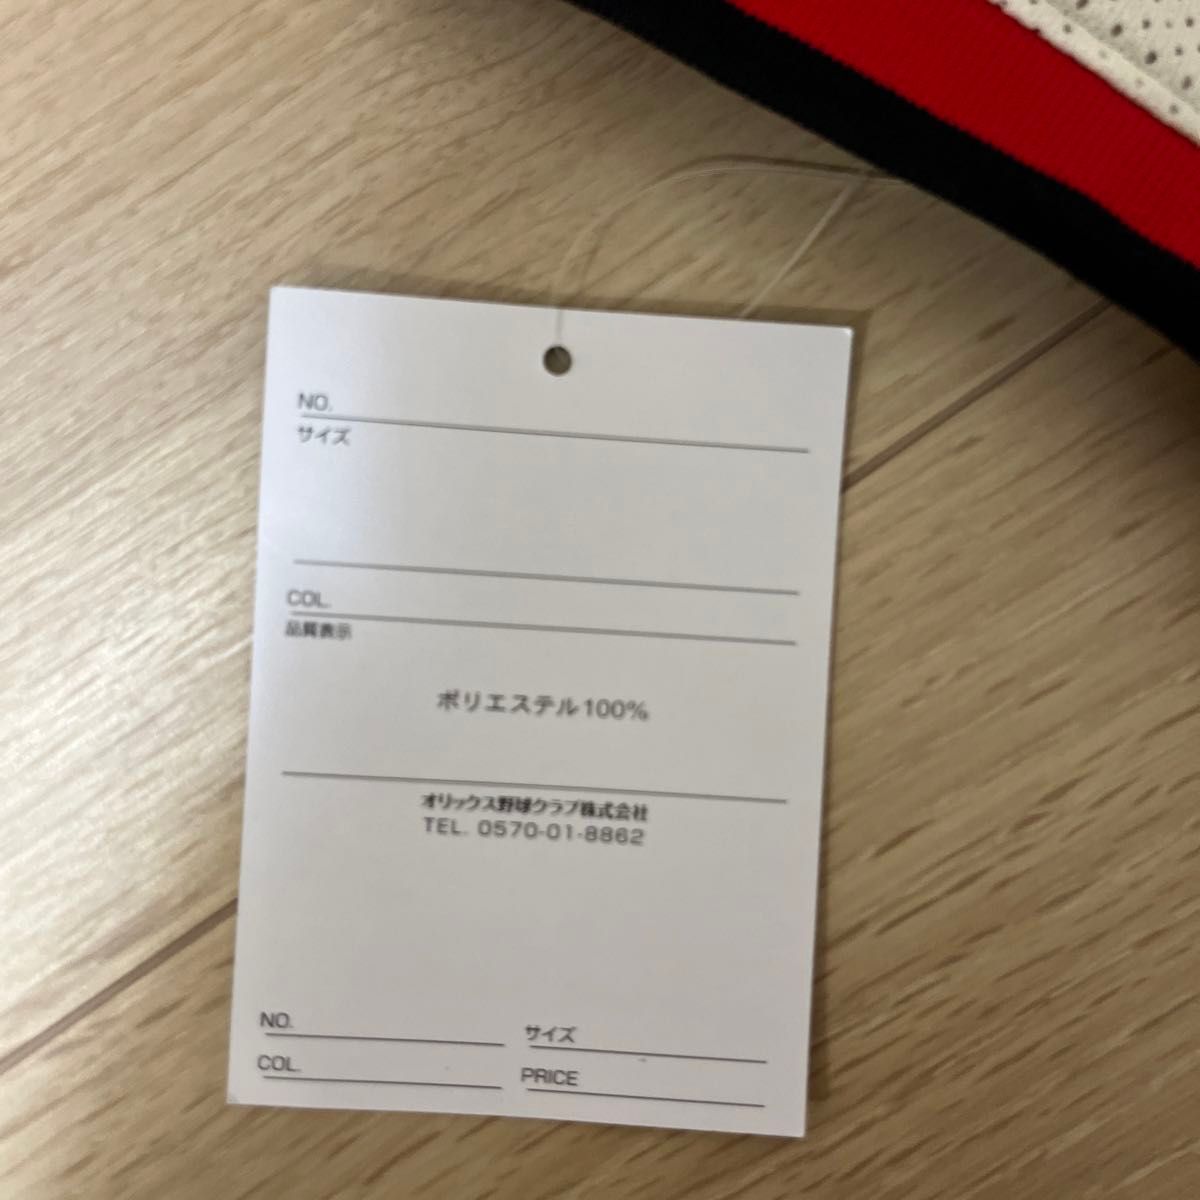 NO.
サイズ
COL.
品質表示
ポリエステル100%
オリックス野球クラブ株式会社
TEL. 0570-01-8862
NO.
サイズ
COL.
PRICE